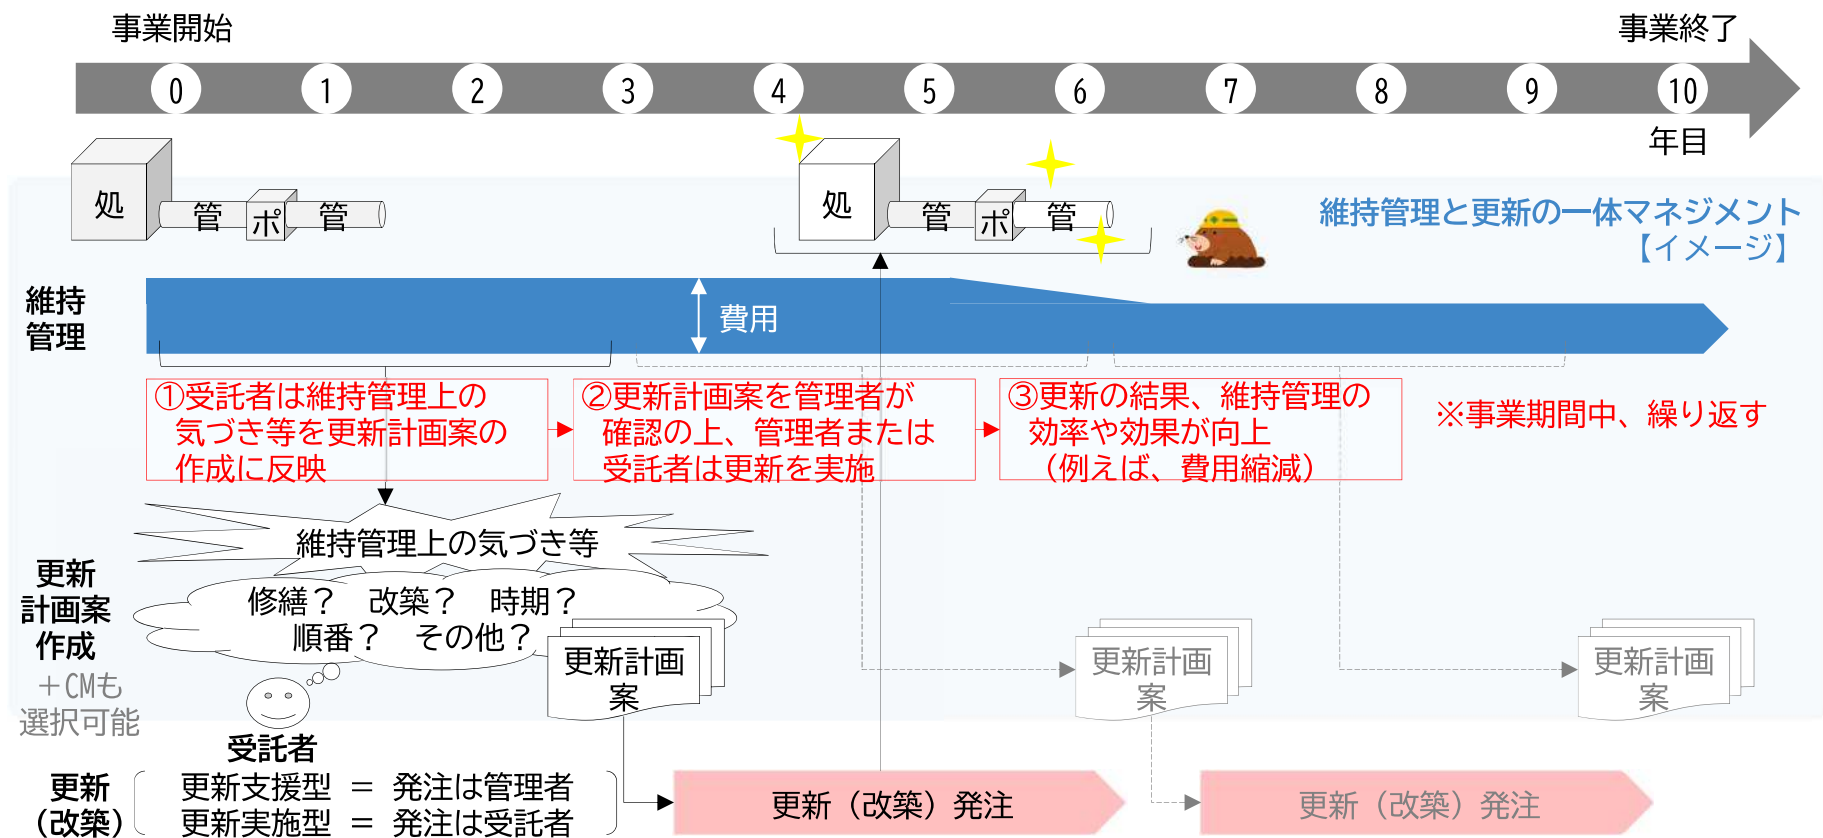 事業開始
事業終了
0 1 2 3 4 5 6 7 8 9 10
年目
処 管 ポ 管
処 管 ポ 管
維持管理と更新の一体マネジメント
【イメージ】
維持
管理
費用
①受託者は維持管理上の
気づき等を更新計画案の
作成に反映
②更新計画案を管理者が
確認の上、管理者または
受託者は更新を実施
③更新の結果、維持管理の
効率や効果が向上
（例えば、費用縮減）
※事業期間中、繰り返す
維持管理上の気づき等
修繕？　改築？　時期？
順番？　その他？
更新
計画案
作成
＋CMも
選択可能
受託者
更新計画
案
更新計画
案
更新計画
案
更新
（改築）
更新支援型 ＝ 発注は管理者
更新実施型 ＝ 発注は受託者
更新（改築）発注
更新（改築）発注